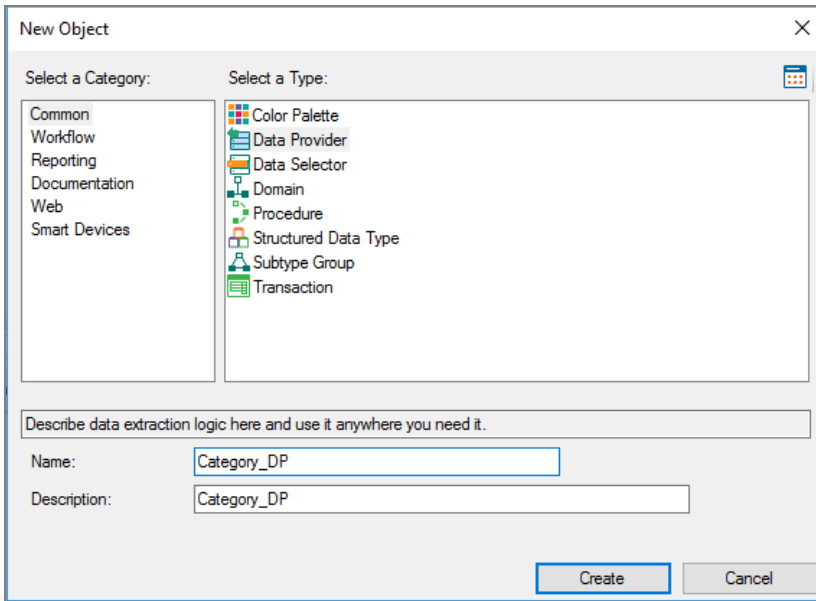 New Object
Select a Category:
Select a Type:
Common
Workflow
Reporting
Documentation
Web
Smart Devices
Color Palette
Data Provider
Data Selector
Domain
Procedure
Structured Data Type
Subtype Group
Transaction
Describe data extraction logic here and use it anywhere you need it.
Name:
Category_DP
Description:
Category_DP
Create
Cancel